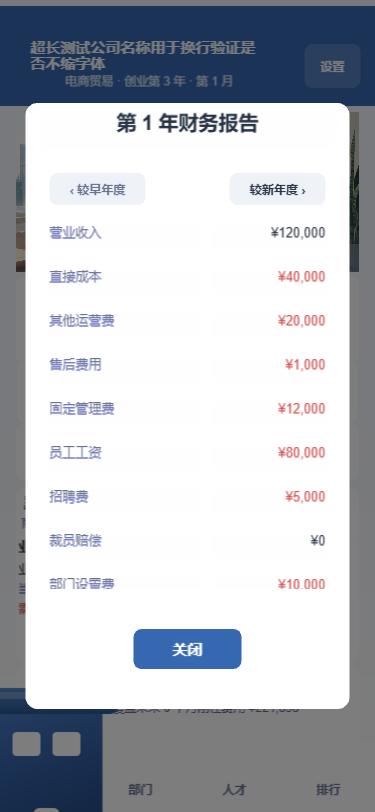 超长测试公司名称用于换行验证是
否不缩字体
电商贸易 · 创业第 3 年 · 第 1 月
设置
第 1 年财务报告
‹ 较早年度
较新年度 ›
营业收入 ¥120,000
直接成本 ¥40,000
其他运营费 ¥20,000
售后费用 ¥1,000
固定管理费 ¥12,000
员工工资 ¥80,000
招聘费 ¥5,000
裁员赔偿 ¥0
部门设置费 ¥10,000
关闭
部门
人才
排行